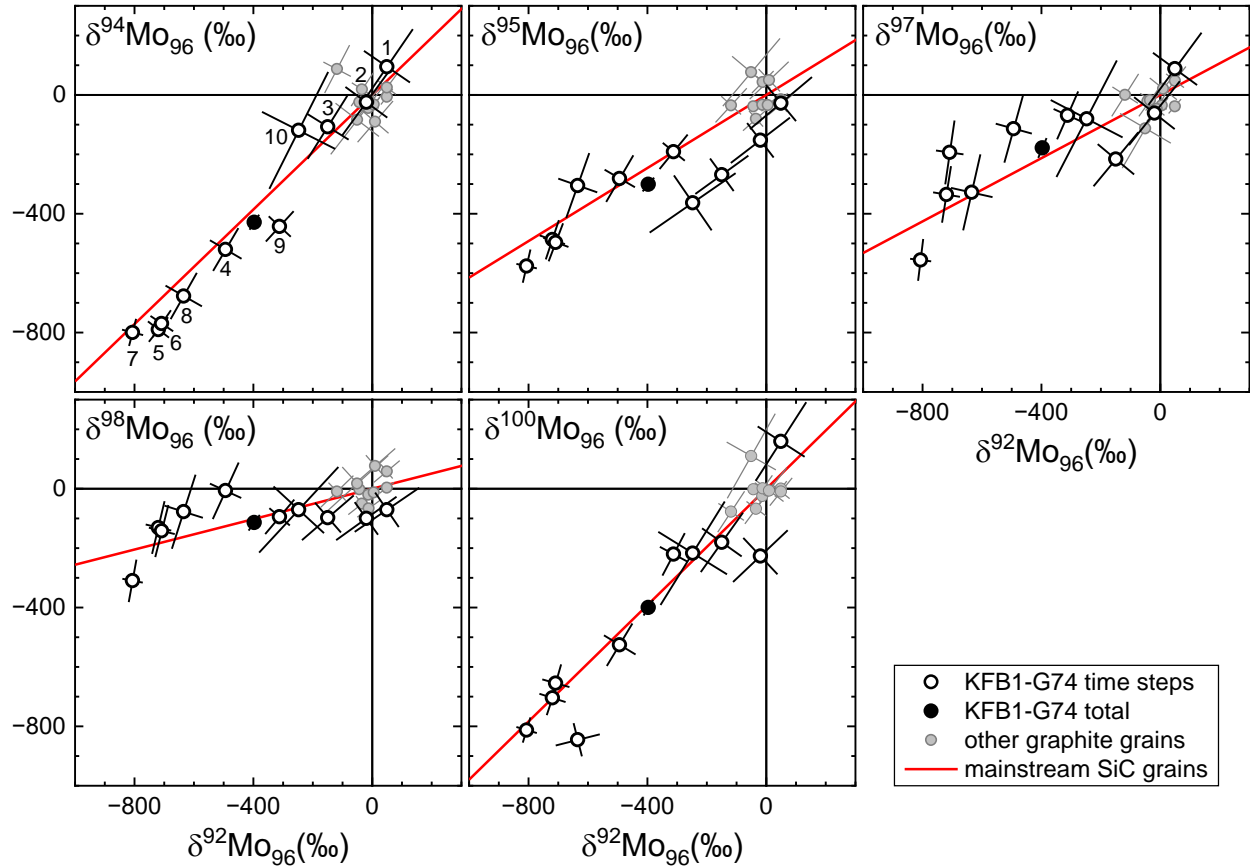 δ94Mo96 (‰)
δ95Mo96(‰)
δ97Mo96(‰)
0
−400
−800
1
2
3
10
9
4
8
7
5
6
−800
−400
0
δ92Mo96(‰)
δ98Mo96 (‰)
δ100Mo96 (‰)
0
−400
−800
−800
−400
0
−800
−400
0
δ92Mo96(‰)
δ92Mo96(‰)
KFB1-G74 time steps
KFB1-G74 total
other graphite grains
mainstream SiC grains